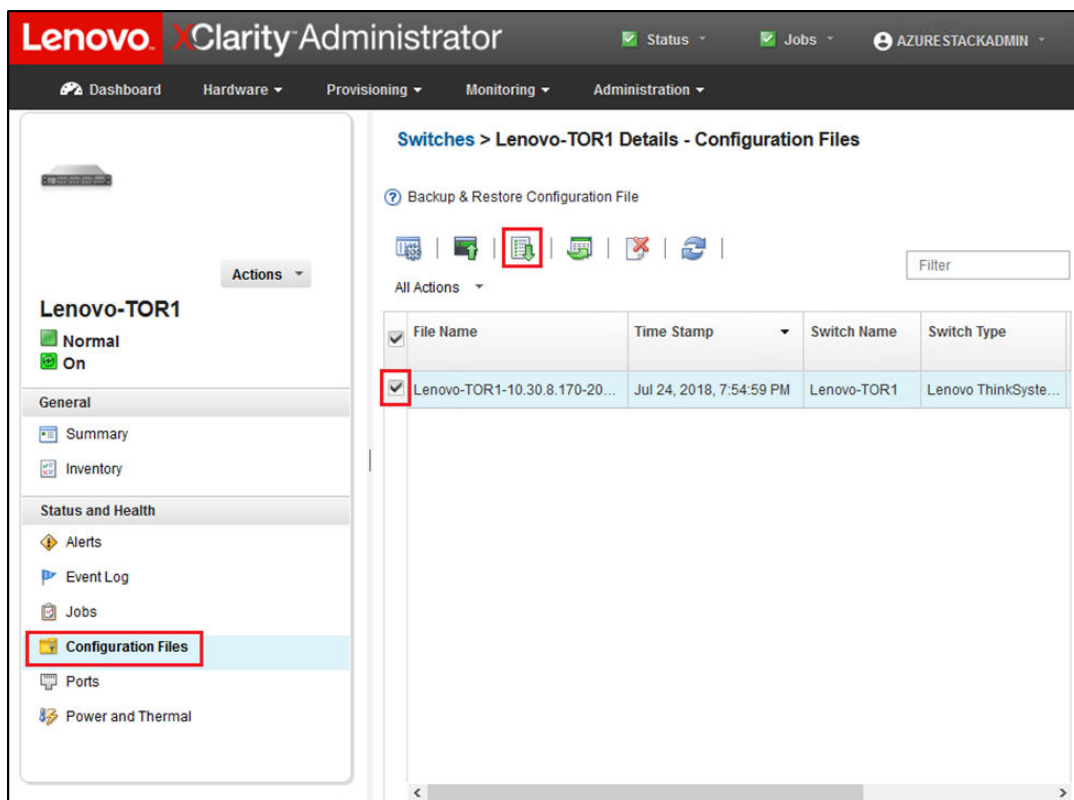 Lenovo. XClarity Administrator
Status
Jobs
AZURESTACKADMIN
Dashboard
Hardware
Provisioning
Monitoring
Administration
Actions
Lenovo-TOR1
Normal
On
General
Summary
Inventory
Status and Health
Alerts
Event Log
Jobs
Configuration Files
Ports
Power and Thermal
Switches > Lenovo-TOR1 Details - Configuration Files
? Backup & Restore Configuration File
All Actions
Filter
File Name
Time Stamp
Switch Name
Switch Type
Lenovo-TOR1-10.30.8.170-20...
Jul 24, 2018, 7:54:59 PM
Lenovo-TOR1
Lenovo ThinkSyste...